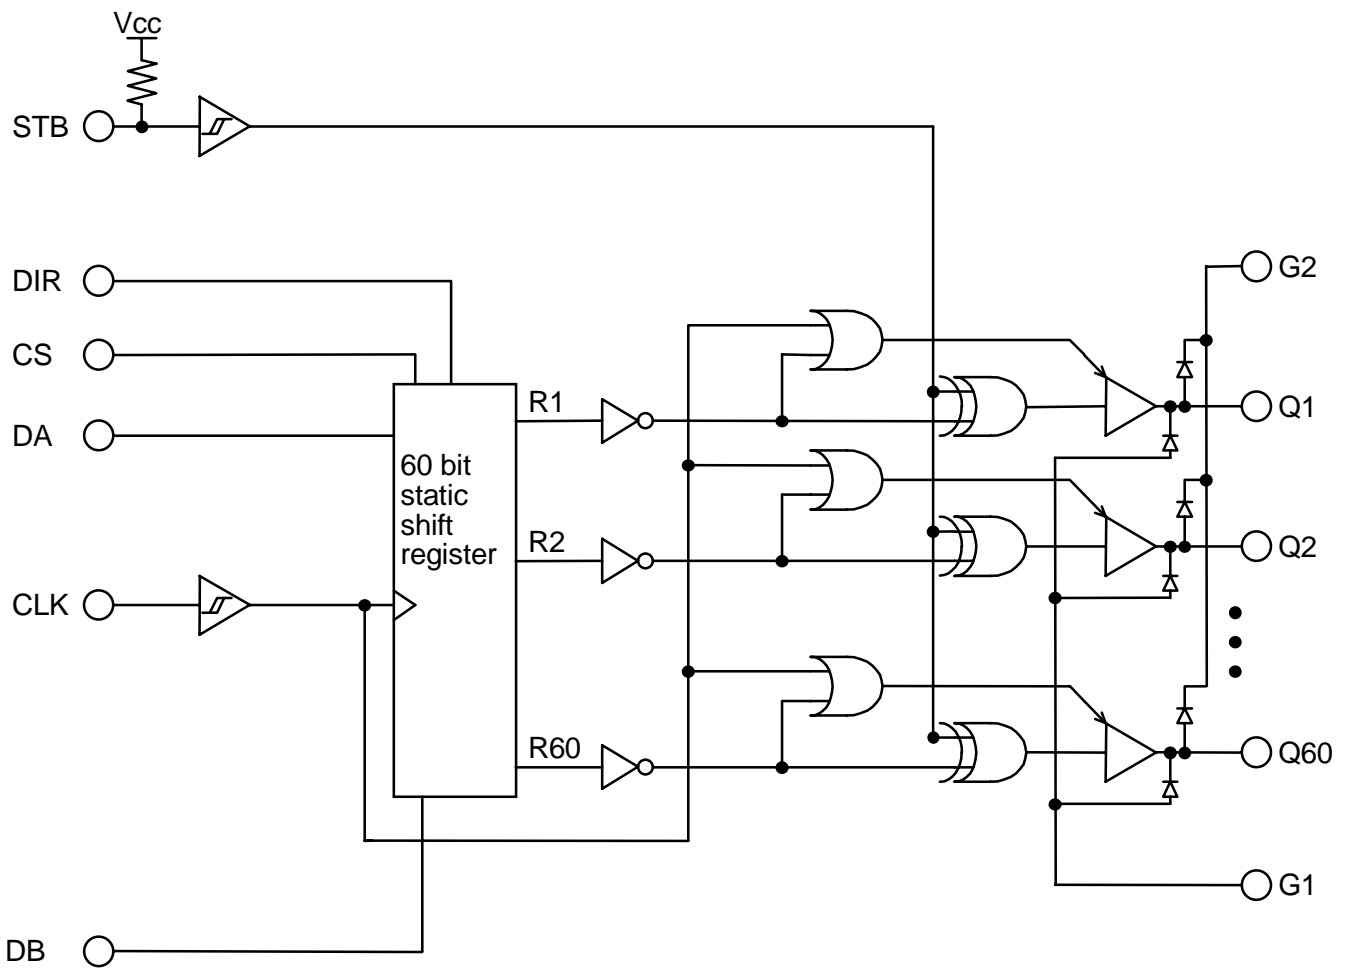 Vcc
STB
DIR
G2
CS
R1
Q1
DA
60 bit
static
shift
register
R2
Q2
CLK
R60
Q60
G1
DB